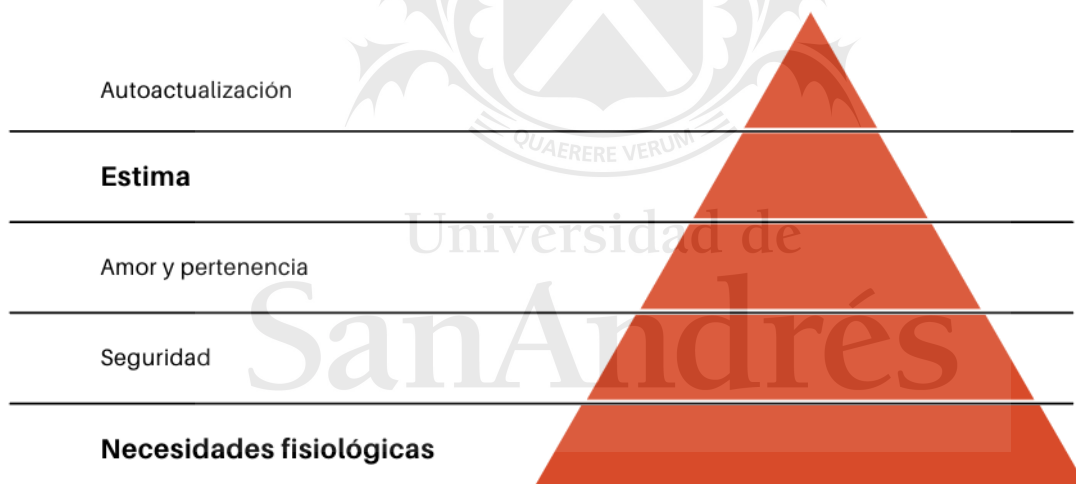 Autoactualización
QUAERERE VERUM
Estima
Universidad de
Amor y pertenencia
SanAndrés
Seguridad
Necesidades fisiológicas